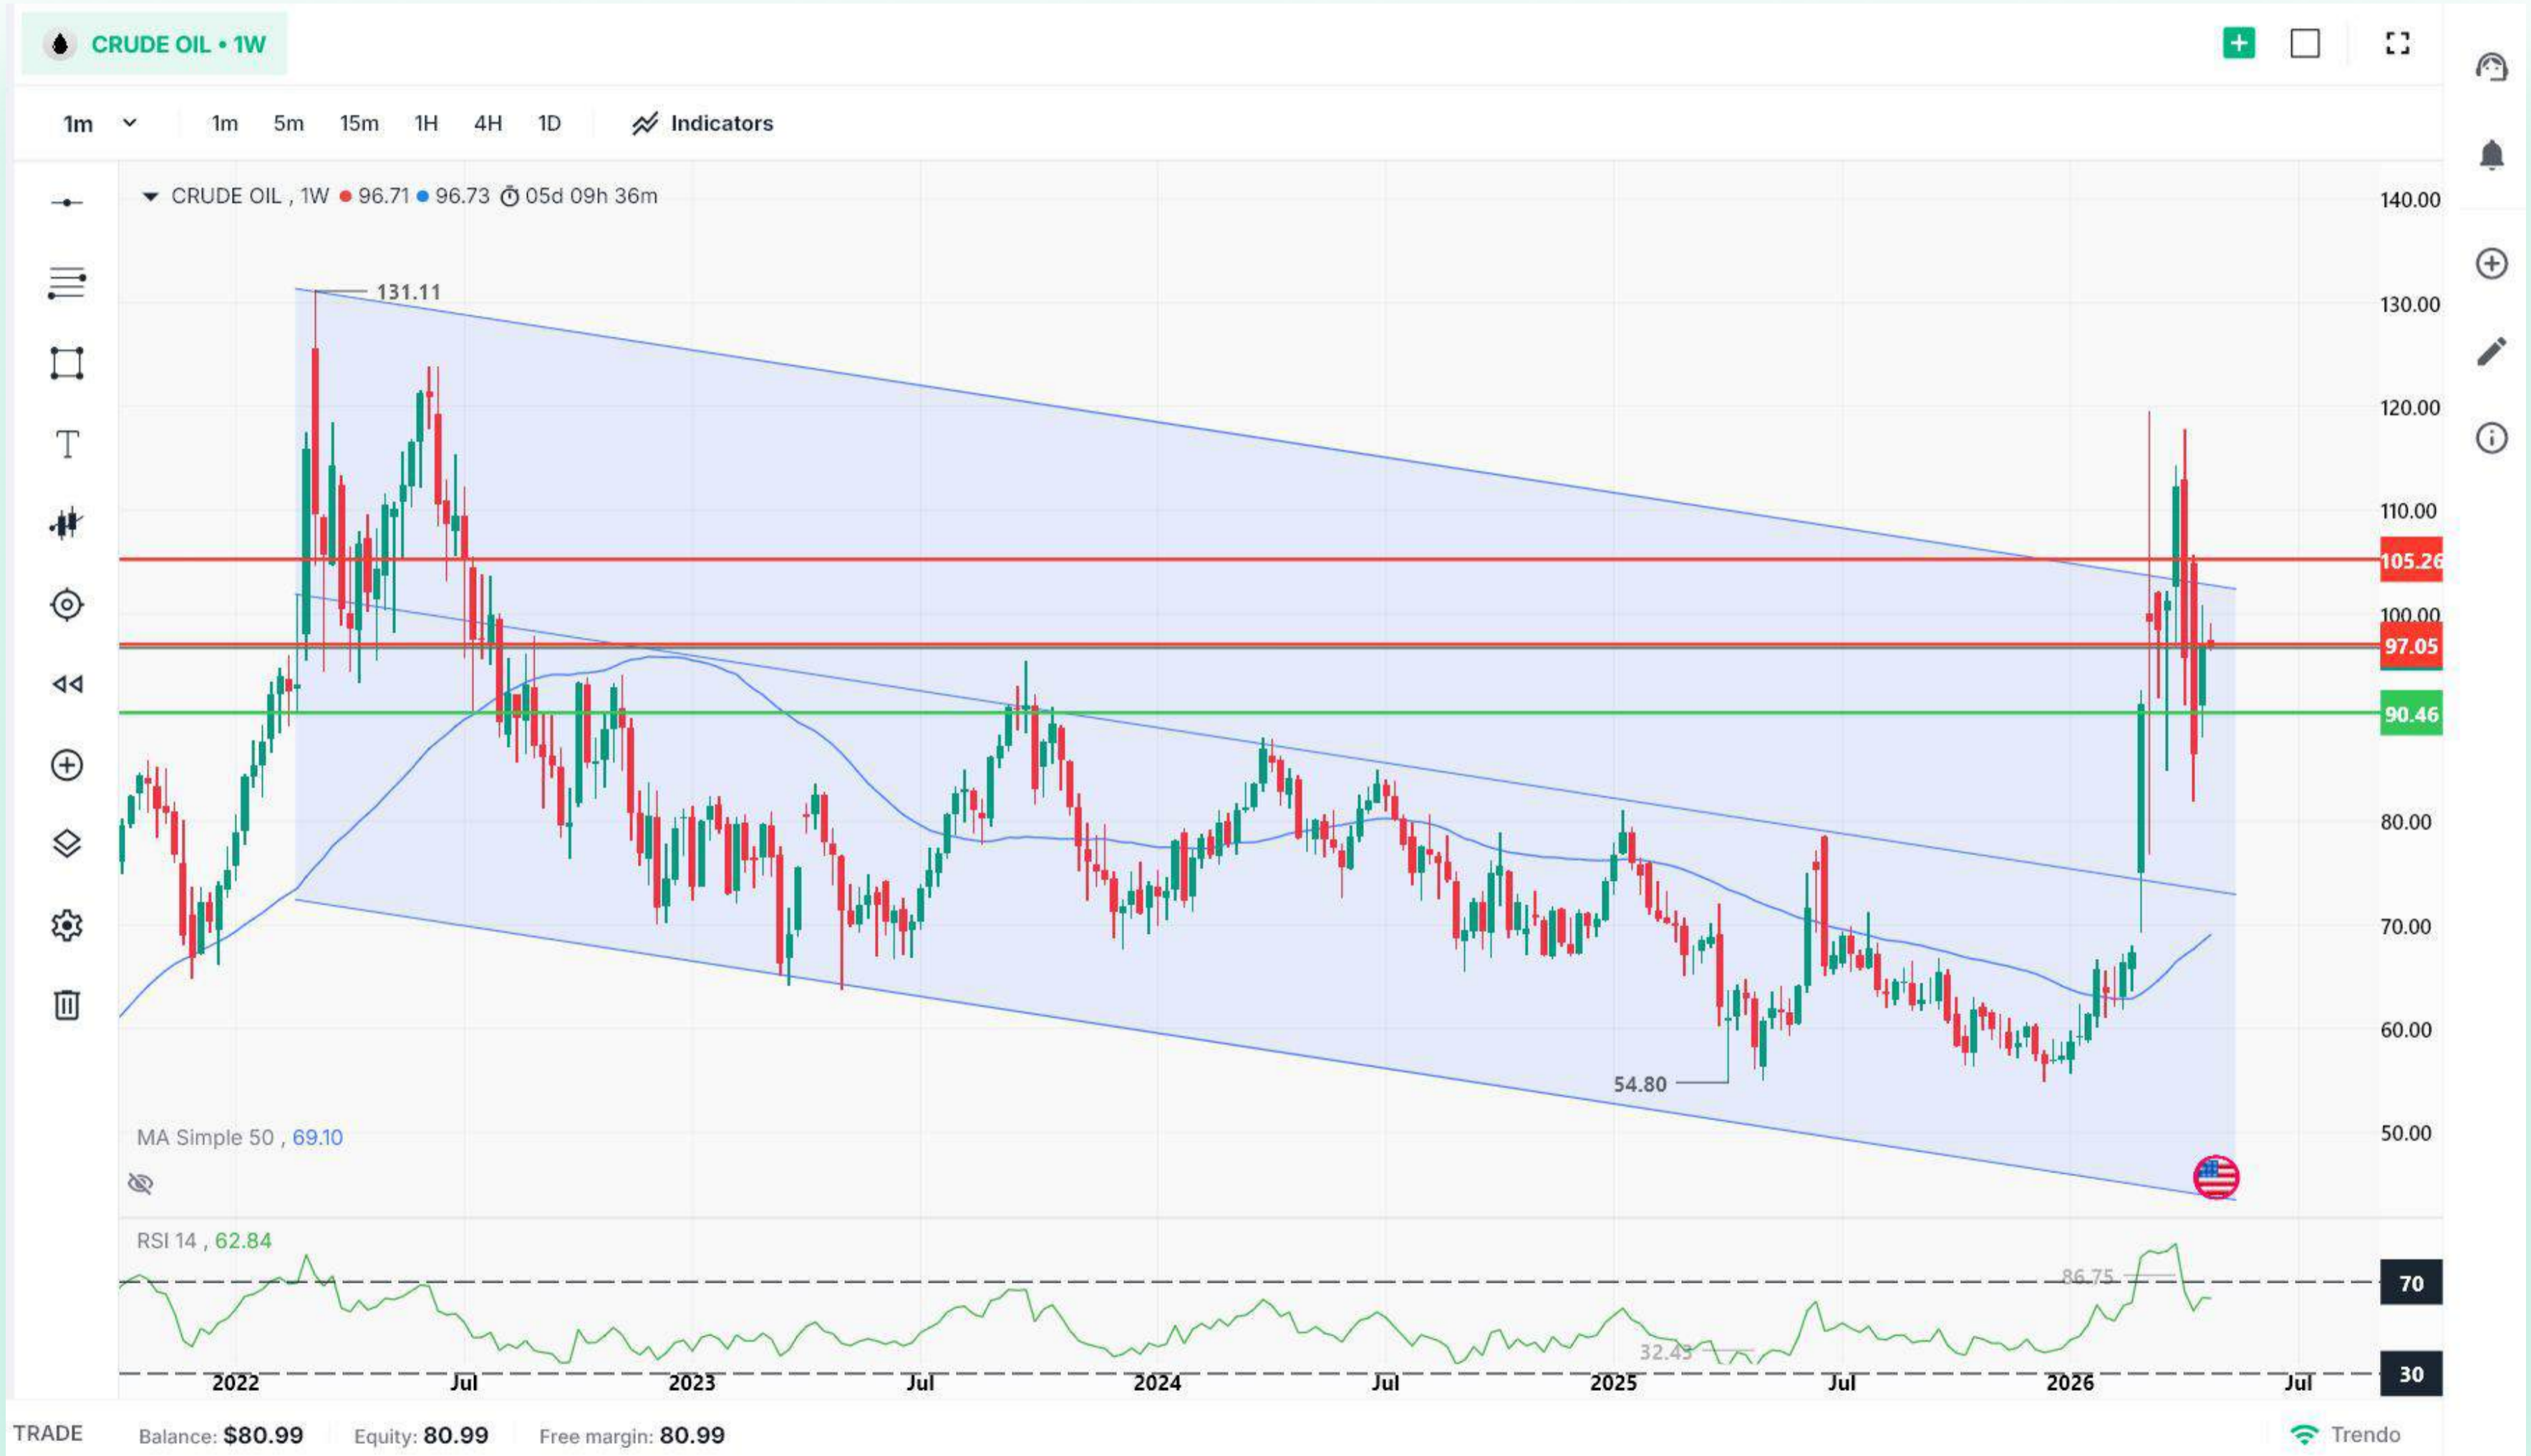 CRUDE OIL • 1W
1m 1m 5m 15m 1H 4H 1D Indicators
CRUDE OIL , 1W 96.71 96.73 05d 09h 36m
140.00
131.11
130.00
120.00
110.00
105.26
100.00
97.05
90.46
80.00
70.00
60.00
54.80
50.00
MA Simple 50 , 69.10
RSI 14 , 62.84
86.75
70
32.43
30
2022 Jul 2023 Jul 2024 Jul 2025 Jul 2026 Jul
TRADE Balance: $80.99 Equity: 80.99 Free margin: 80.99 Trendo